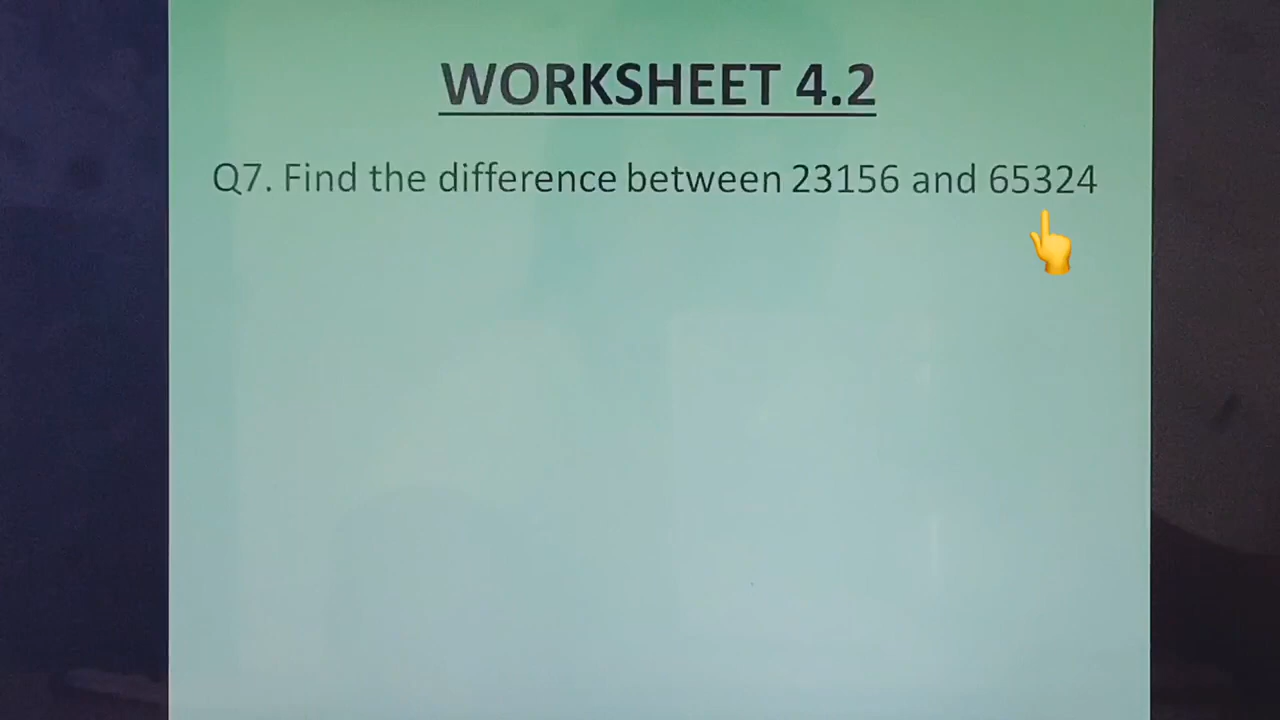 WORKSHEET 4.2
Q7. Find the difference between 23156 and 65324